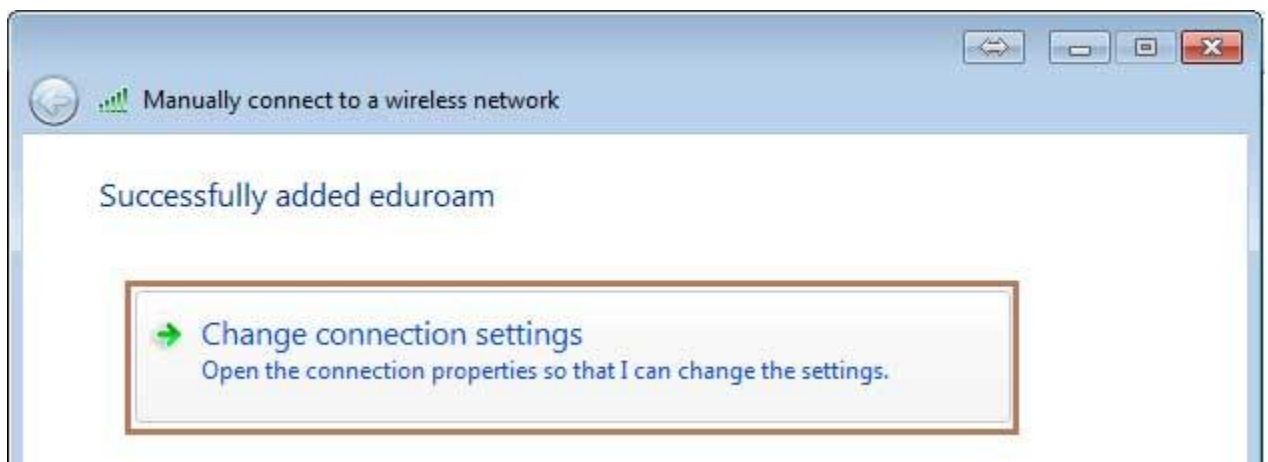 Manually connect to a wireless network
Successfully added eduroam
Change connection settings
Open the connection properties so that I can change the settings.